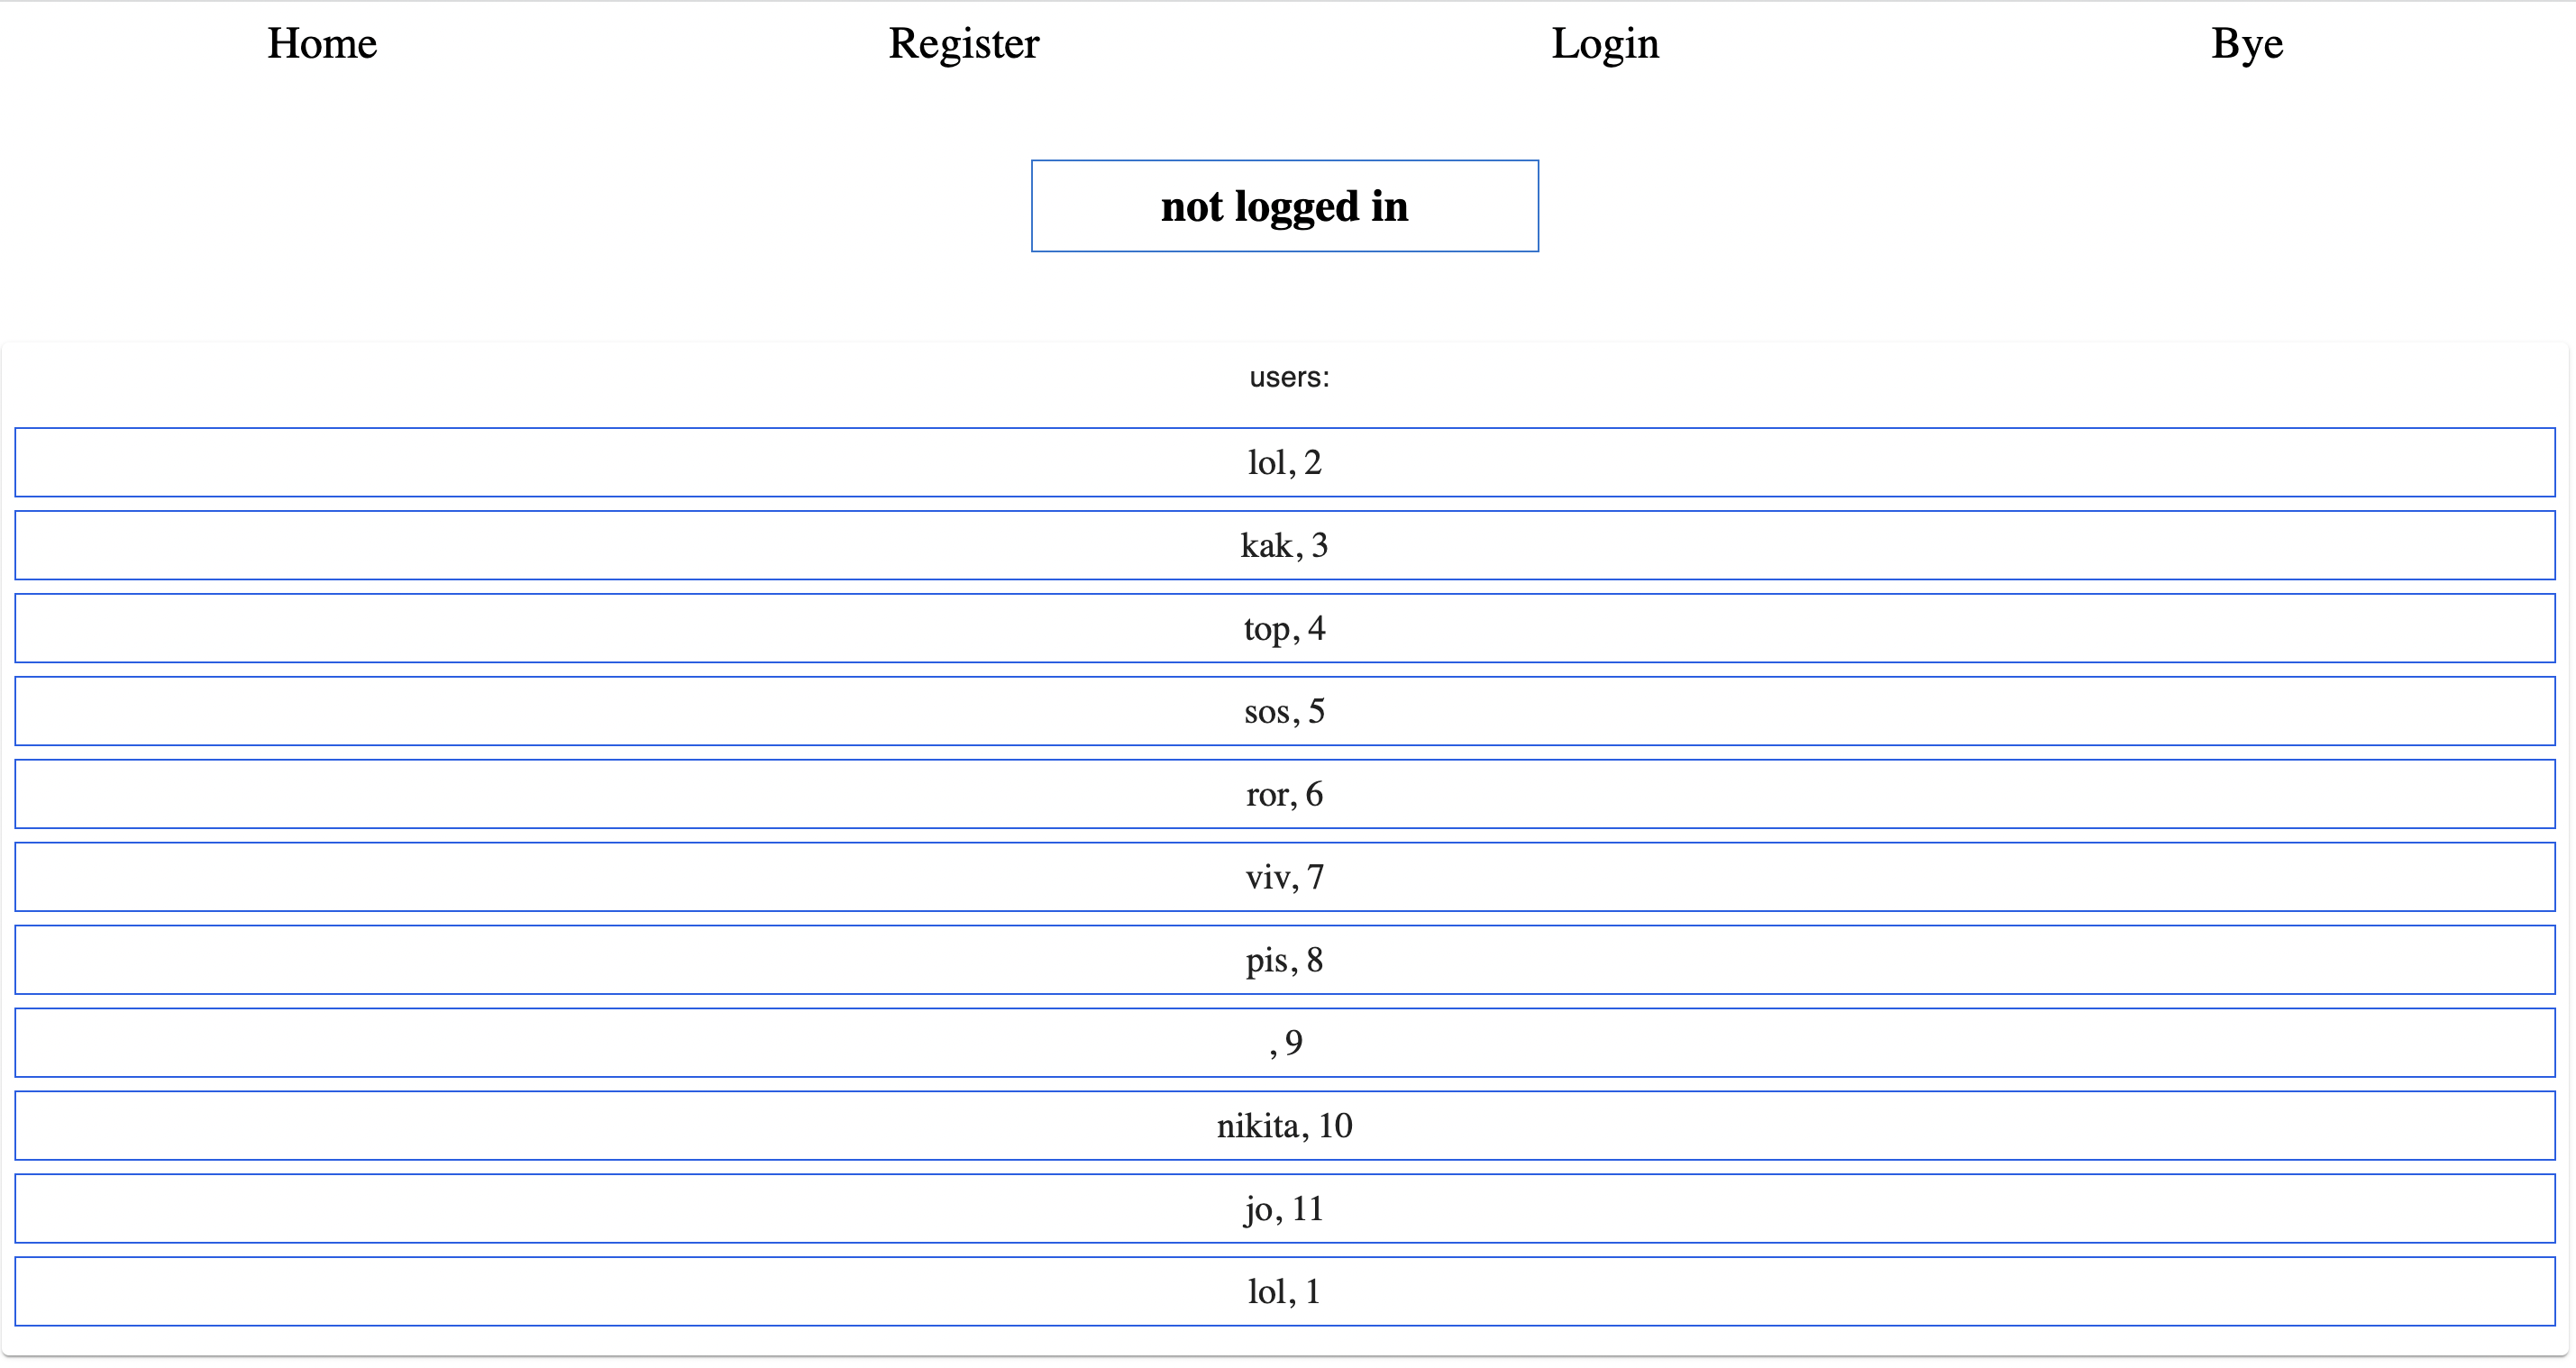 Home Register Login Bye
not logged in
users:
lol, 2
kak, 3
top, 4
sos, 5
ror, 6
viv, 7
pis, 8
, 9
nikita, 10
jo, 11
lol, 1